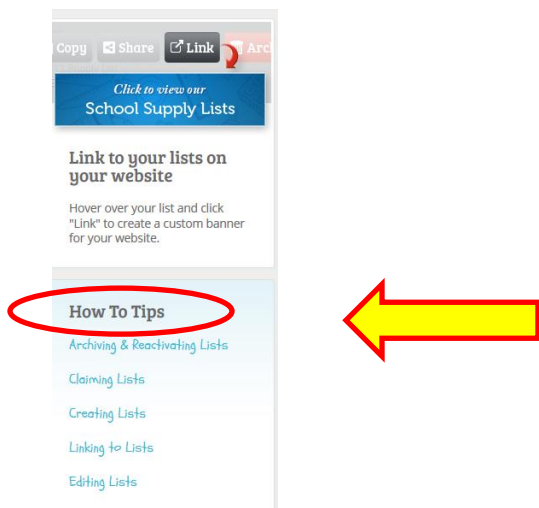 Copy Share Link Arc
Click to view our
School Supply Lists
Link to your lists on
your website
Hover over your list and click
"Link" to create a custom banner
for your website.
How To Tips
Archiving & Reactivating Lists
Claiming Lists
Creating Lists
Linking to Lists
Editing Lists